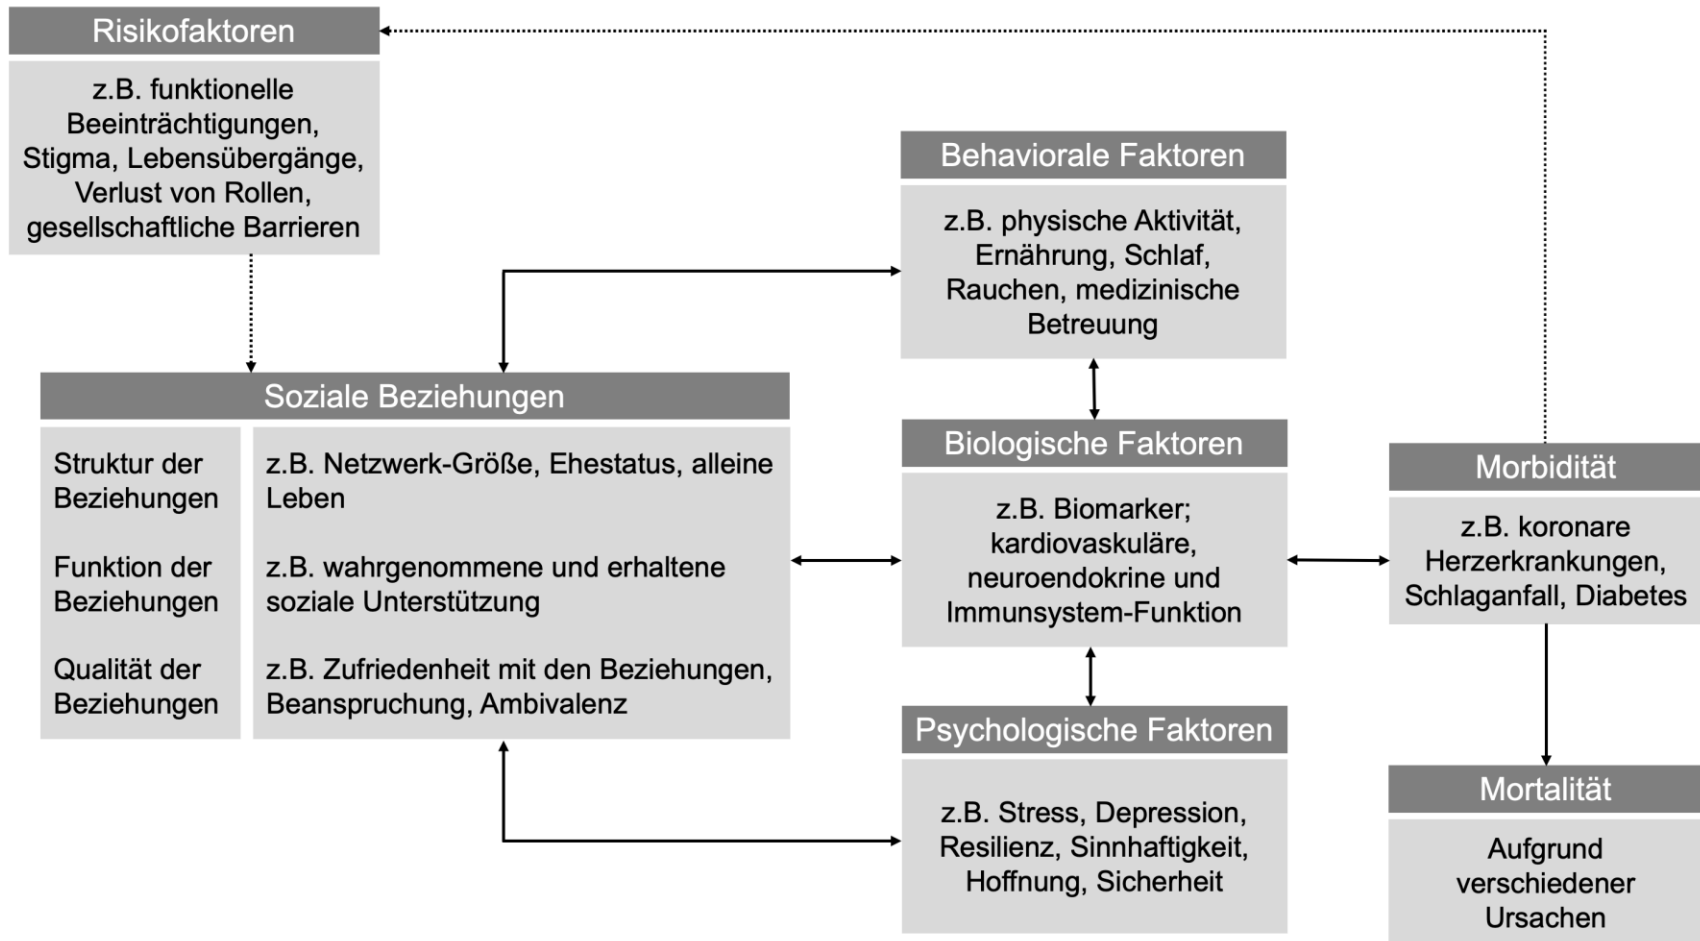 Risikofaktoren
z.B. funktionelle
Beeinträchtigungen,
Stigma, Lebensübergänge,
Verlust von Rollen,
gesellschaftliche Barrieren
Behaviorale Faktoren
z.B. physische Aktivität,
Ernährung, Schlaf,
Rauchen, medizinische
Betreuung
Soziale Beziehungen
Struktur der
Beziehungen
z.B. Netzwerk-Größe, Ehestatus, alleine
Leben
Funktion der
Beziehungen
z.B. wahrgenommene und erhaltene
soziale Unterstützung
Qualität der
Beziehungen
z.B. Zufriedenheit mit den Beziehungen,
Beanspruchung, Ambivalenz
Biologische Faktoren
z.B. Biomarker;
kardiovaskuläre,
neuroendokrine und
Immunsystem-Funktion
Psychologische Faktoren
z.B. Stress, Depression,
Resilienz, Sinnhaftigkeit,
Hoffnung, Sicherheit
Morbidität
z.B. koronare
Herzerkrankungen,
Schlaganfall, Diabetes
Mortalität
Aufgrund
verschiedener
Ursachen